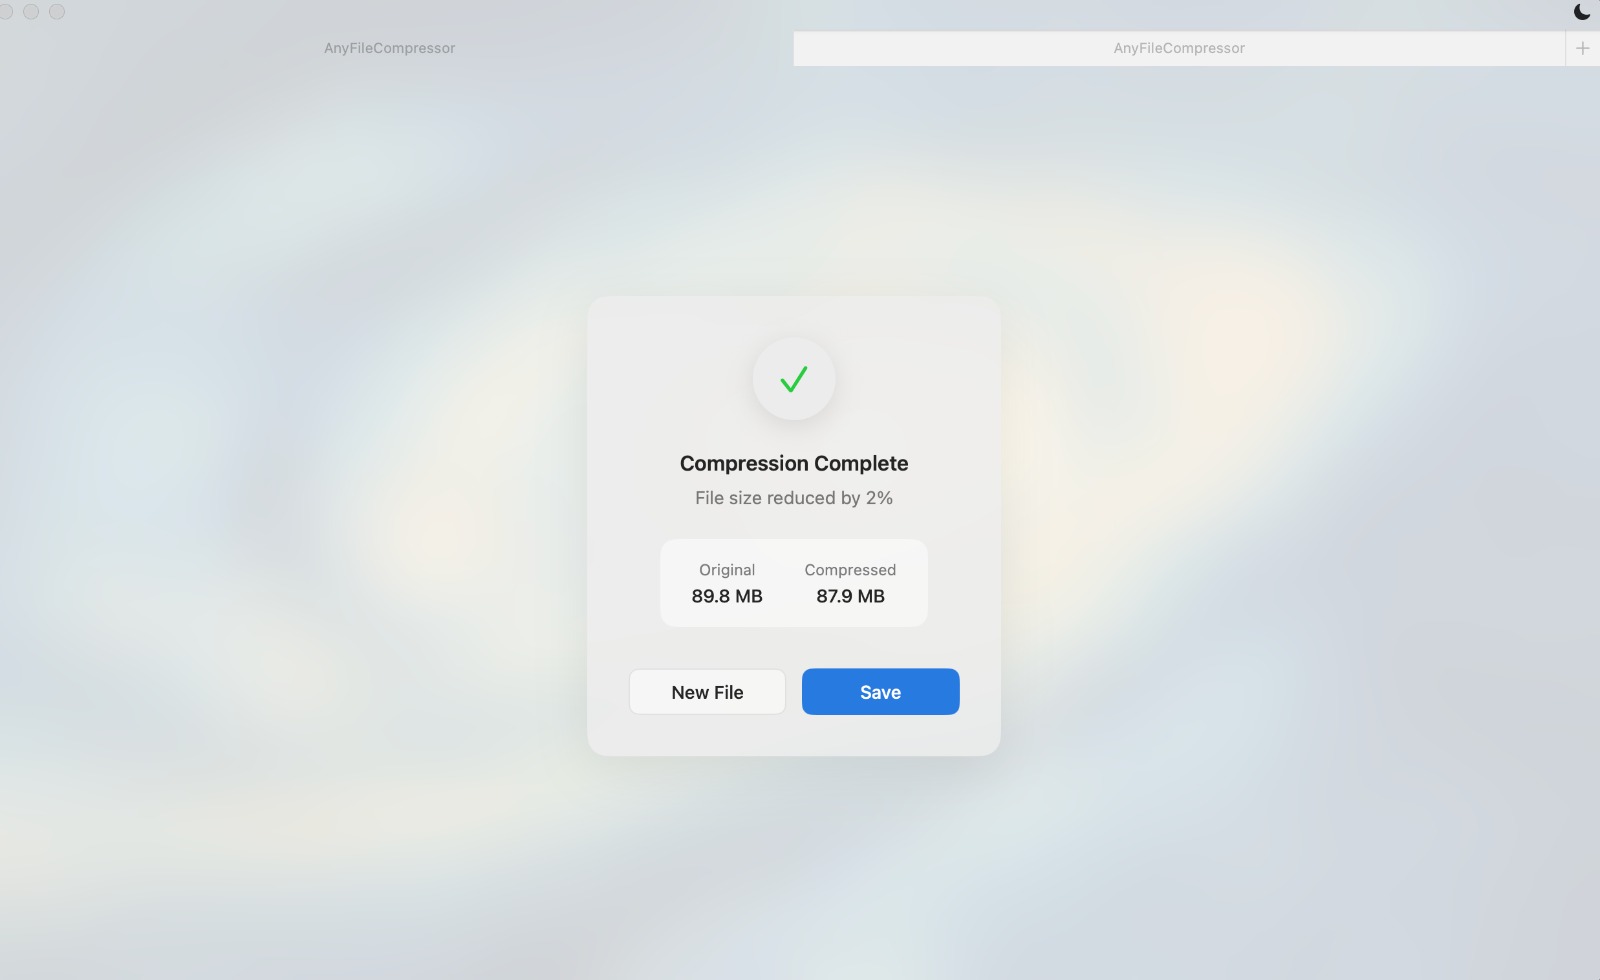 AnyFileCompressor
AnyFileCompressor
Compression Complete
File size reduced by 2%
Original
Compressed
89.8 MB
87.9 MB
New File
Save